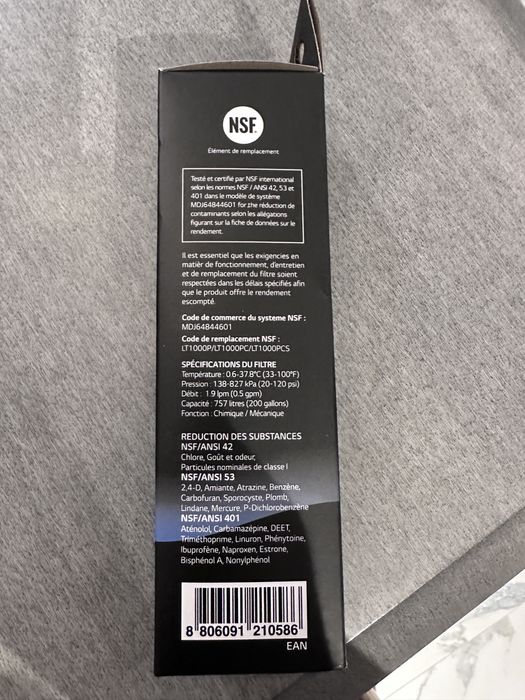 NSF
Élément de remplacement
Testé et certifié par NSF international
selon les normes NSF / ANSI 42, 53 et
401 dans le modèle de système
MDJ64844601 for the réduction de
contaminants selon les allégations
figurant sur la fiche de données sur le
rendement.
Il est essentiel que les exigencies en
matièr de fonctionnement, d'entretien
et de remplacement du filtre soient
respectées dans les délais spécifiés afin
que le produit offre le rendement
escompté.
Code de commerce du systeme NSF :
MDJ64844601
Code de remplacement NSF :
LT1000P/LT1000PC/LT1000PCS
SPÉCIFICATIONS DU FILTRE
Température : 0.6-37.8°C (33-100°F)
Pression : 138-827 kPa (20-120 psi)
Débit : 1.9 lpm (0.5 gpm)
Capacité : 757 litres (200 gallons)
Fonction : Chimique / Mécanique
REDUCTION DES SUBSTANCES
NSF/ANSI 42
Chlore, Goût et odeur,
Particules nominales de classe I
NSF/ANSI 53
2,4-D, Amiante, Atrazine, Benzène,
Carbofuran, Sporocyste, Plomb,
Lindane, Mercure, P-Dichlorobenzène
NSF/ANSI 401
Aténolol, Carbamazépine, DEET,
Triméthoprime, Linuron, Phénytoine,
Ibuprofène, Naproxen, Estrone,
Bisphénol A, Nonylphénol
8 806091 210586
EAN